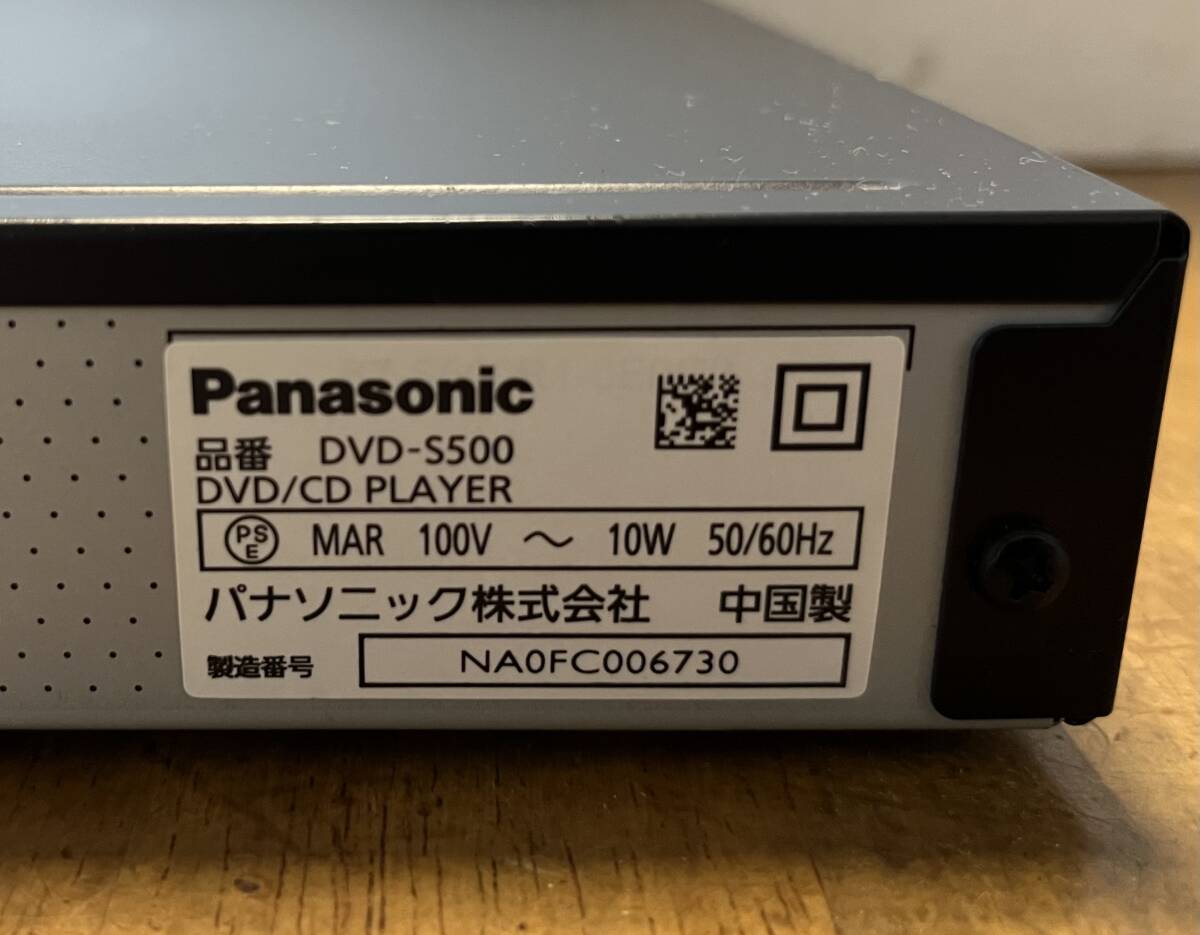 Panasonic
品番 DVD-S500
DVD/CD PLAYER
PSE MAR 100V ～ 10W 50/60Hz
パナソニック株式会社 中国製
製造番号 NA0FC006730